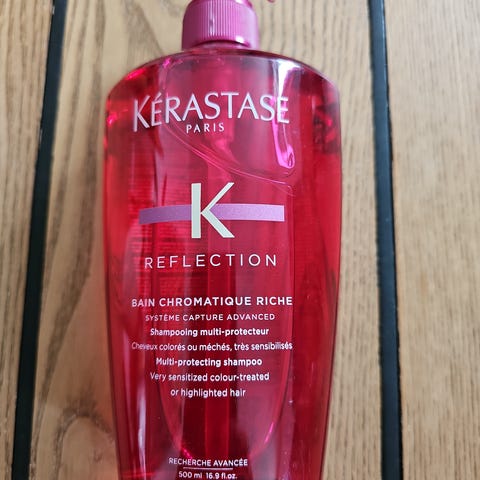 KÉRASTASE
PARIS
K
REFLECTION
BAIN CHROMATIQUE RICHE
SYSTÈME CAPTURE ADVANCED
Shampooing multi-protecteur
Cheveux colorés ou méchés, très sensibilisés
Multi-protecting shampoo
Very sensitized colour-treated
or highlighted hair
RECHERCHE AVANCÉE
500 ml 16.9 fl.oz.